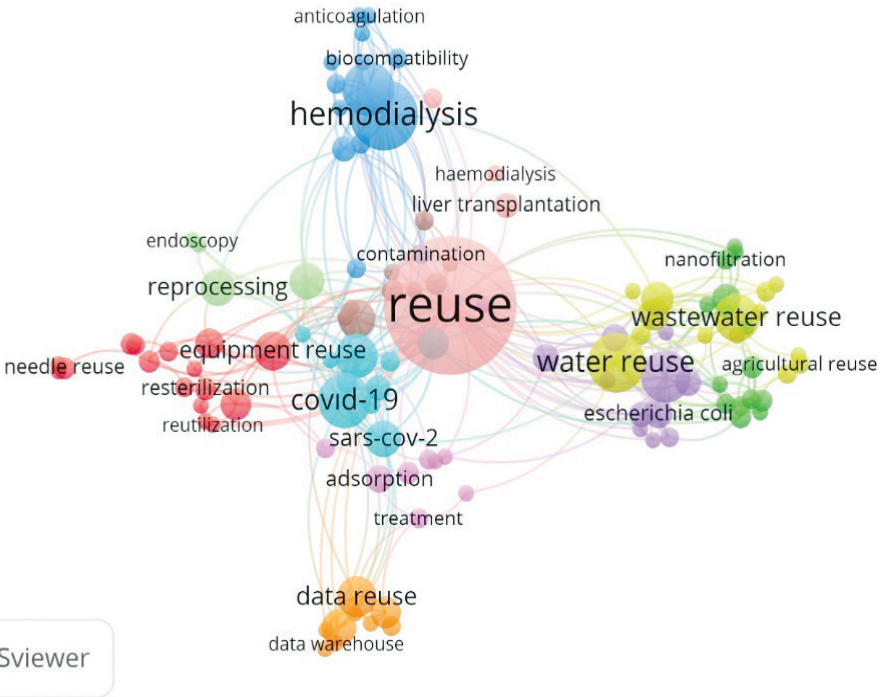 anticoagulation
biocompatibility
hemodialysis
haemodialysis
liver transplantation
endoscopy
contamination
nanofiltration
reprocessing
reuse
wastewater reuse
equipment reuse
water reuse
agricultural reuse
needle reuse
resterilization
covid-19
escherichia coli
reutilization
sars-cov-2
adsorption
treatment
data reuse
data warehouse
Sviewer